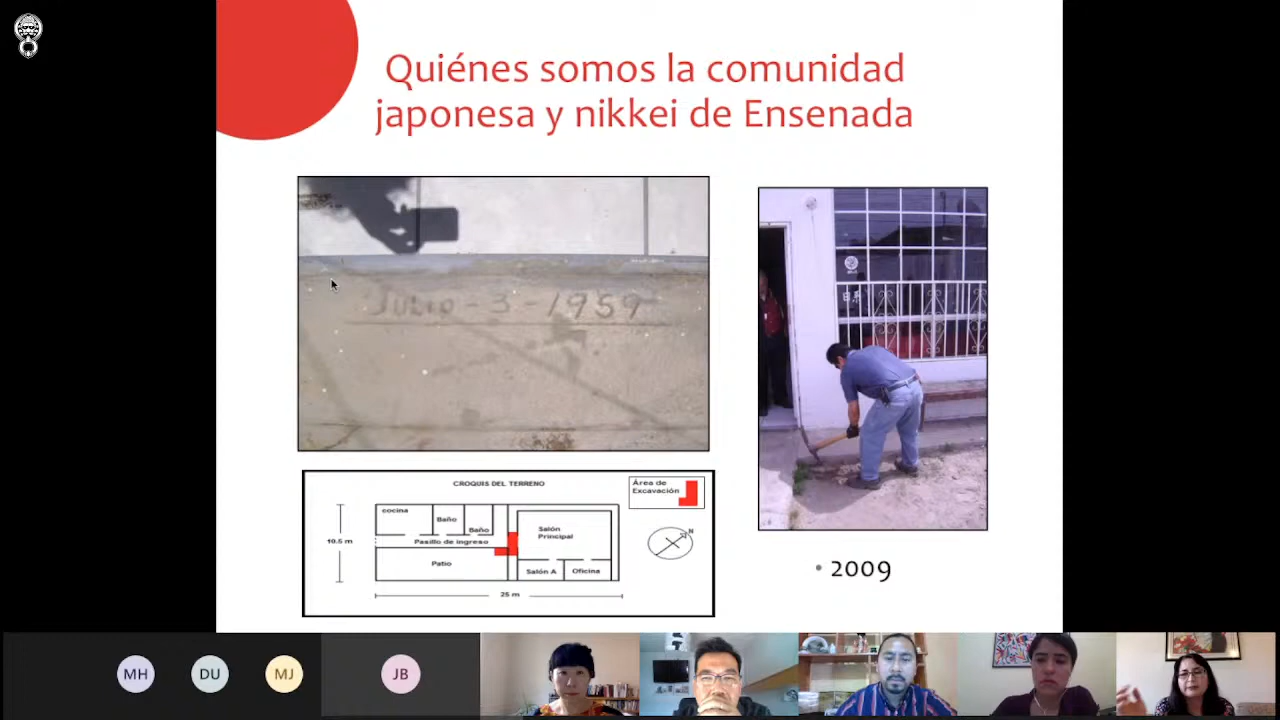 Quiénes somos la comunidad
japonesa y nikkei de Ensenada
JULIO - 3 - 1959
CROQUIS DEL TERRENO
Área de
Excavación
cocina
Baño
Baño
Salón
Principal
N
10.5 m
Pasillo de ingreso
Patio
Salón A
Oficina
25 m
• 2009
MH
DU
MJ
JB